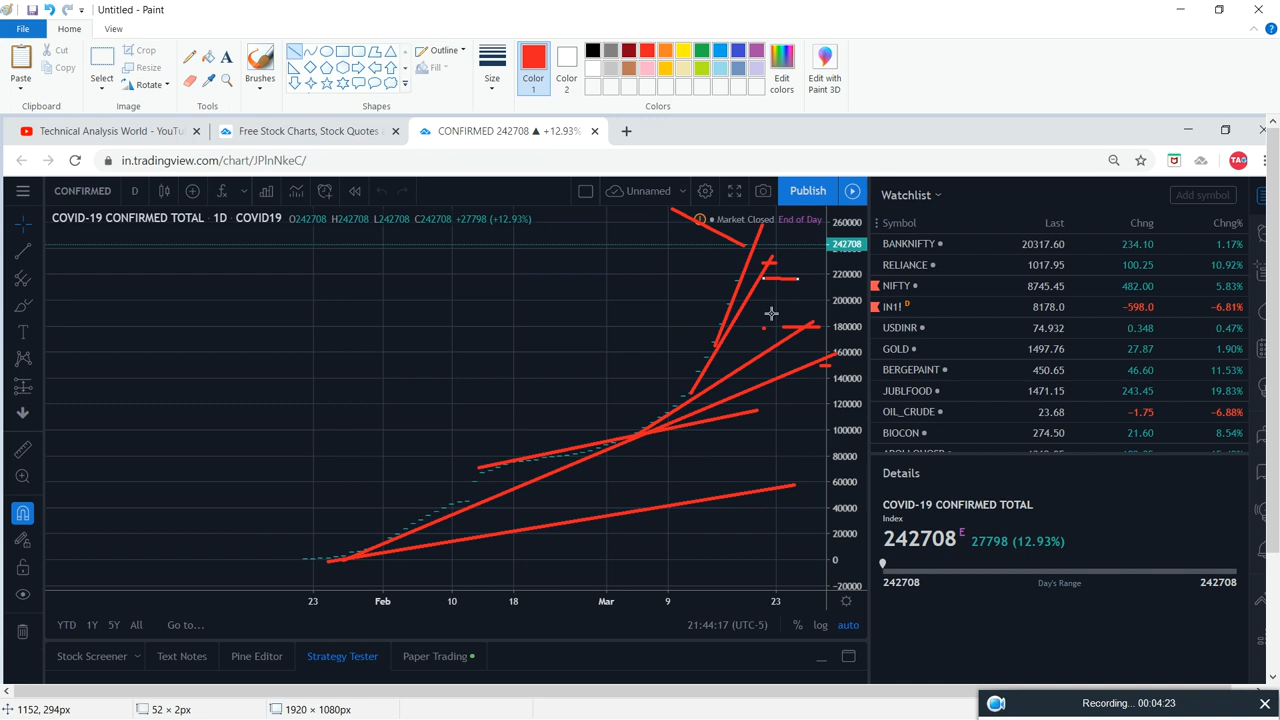 Untitled - Paint
File Home View
Paste
Cut
Copy
Clipboard
Select
Crop
Resize
Rotate
Image
A
Tools
Brushes
Outline
Fill
Shapes
Size
Color 1
Color 2
Edit colors
Colors
Edit with Paint 3D
Technical Analysis World - YouTu
Free Stock Charts, Stock Quotes
CONFIRMED 242708 ▲ +12.93%
in.tradingview.com/chart/JPlnNkeC/
TAG
CONFIRMED D
Unnamed
Publish
COVID-19 CONFIRMED TOTAL 1D COVID19 O242708 H242708 L242708 C242708 +27798 (+12.93%)
Market Closed End of Day
260000
242708
220000
200000
180000
160000
140000
120000
100000
80000
60000
40000
20000
0
-20000
23 Feb 10 18 Mar 9 23
YTD 1Y 5Y All Go to...
21:44:17 (UTC-5) % log auto
Stock Screener Text Notes Pine Editor Strategy Tester Paper Trading
Watchlist Add symbol
Symbol Last Chng Chng%
BANKNIFTY 20317.60 234.10 1.17%
RELIANCE 1017.95 100.25 10.92%
NIFTY 8745.45 482.00 5.83%
IN1! D 8178.0 -598.0 -6.81%
USDINR 74.932 0.348 0.47%
GOLD 1497.76 27.87 1.90%
BERGEPAINT 450.65 46.60 11.53%
JUBLFOOD 1471.15 243.45 19.83%
OIL_CRUDE 23.68 -1.75 -6.88%
BIOCON 274.50 21.60 8.54%
Details
COVID-19 CONFIRMED TOTAL
Index
242708 E 27798 (12.93%)
242708 Day's Range 242708
1152, 294px 52 × 2px 1920 × 1080px
Recording... 00:04:23